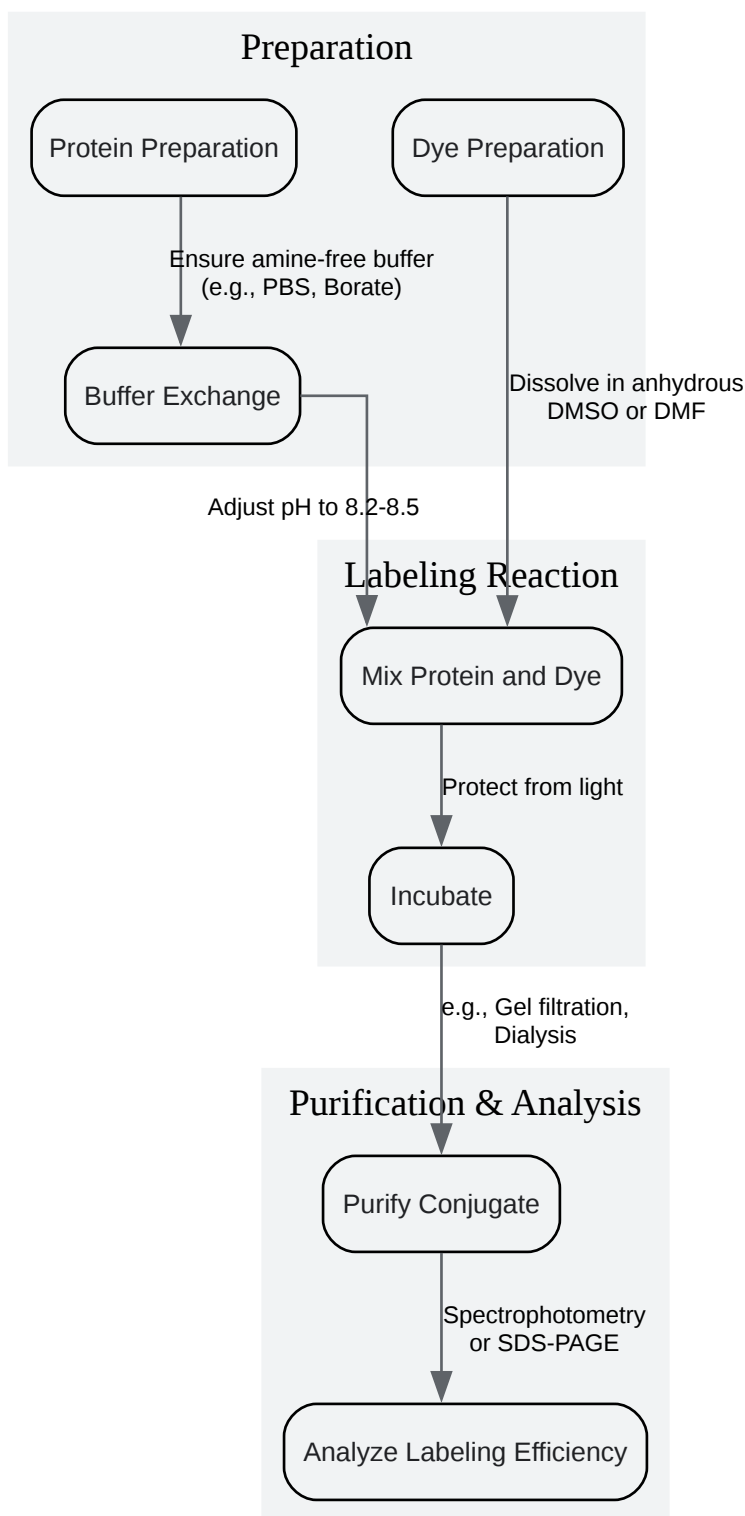 Preparation
Protein Preparation
Dye Preparation
Ensure amine-free buffer
(e.g., PBS, Borate)
Buffer Exchange
Dissolve in anhydrous
DMSO or DMF
Adjust pH to 8.2-8.5
Labeling Reaction
Mix Protein and Dye
Protect from light
Incubate
e.g., Gel filtration,
Dialysis
Purification & Analysis
Purify Conjugate
Spectrophotometry
or SDS-PAGE
Analyze Labeling Efficiency